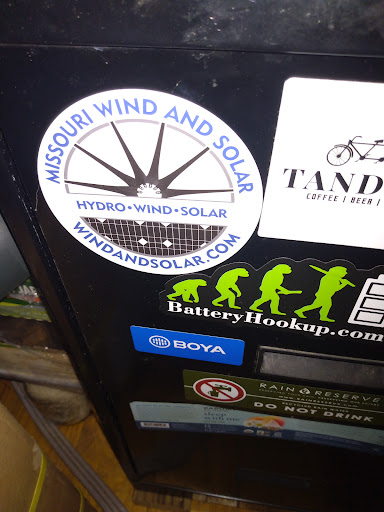 MISSOURI WIND AND SOLAR
HYDRO • WIND • SOLAR
WINDANDSOLAR.COM
COFFEE | BEER |
BatteryHookup.com
BOYA
RAIN RESERVE
DO NOT DRINK